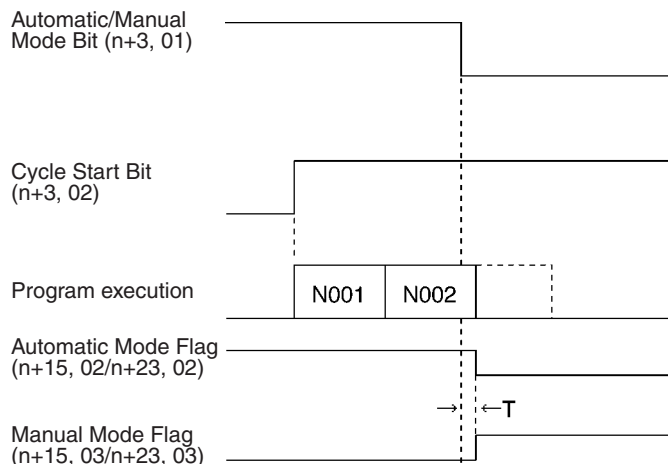 Automatic/Manual
Mode Bit (n+3, 01)
Cycle Start Bit
(n+3, 02)
Program execution
N001
N002
Automatic Mode Flag
(n+15, 02/n+23, 02)
T
Manual Mode Flag
(n+15, 03/n+23, 03)